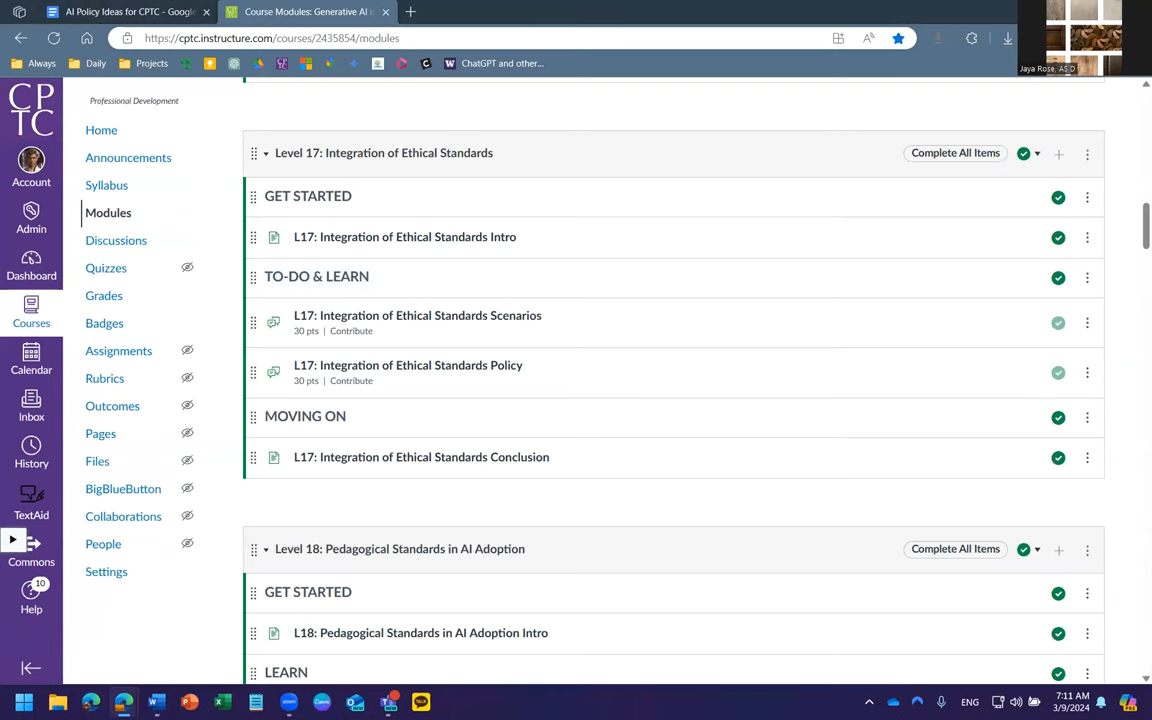 AI Policy Ideas for CPTC - Google
Course Modules: Generative AI i
https://cptc.instructure.com/courses/2435854/modules
Always
Daily
Projects
ChatGPT and other...
Jaya Rose, ASD
CP
TC
Account
Admin
Dashboard
Courses
Calendar
Inbox
History
TextAid
Commons
10
Help
Professional Development
Home
Announcements
Syllabus
Modules
Discussions
Quizzes
Grades
Badges
Assignments
Rubrics
Outcomes
Pages
Files
BigBlueButton
Collaborations
People
Settings
Level 17: Integration of Ethical Standards
Complete All Items
GET STARTED
L17: Integration of Ethical Standards Intro
TO-DO & LEARN
L17: Integration of Ethical Standards Scenarios
30 pts | Contribute
L17: Integration of Ethical Standards Policy
30 pts | Contribute
MOVING ON
L17: Integration of Ethical Standards Conclusion
Level 18: Pedagogical Standards in AI Adoption
Complete All Items
GET STARTED
L18: Pedagogical Standards in AI Adoption Intro
LEARN
ENG
7:11 AM
3/9/2024